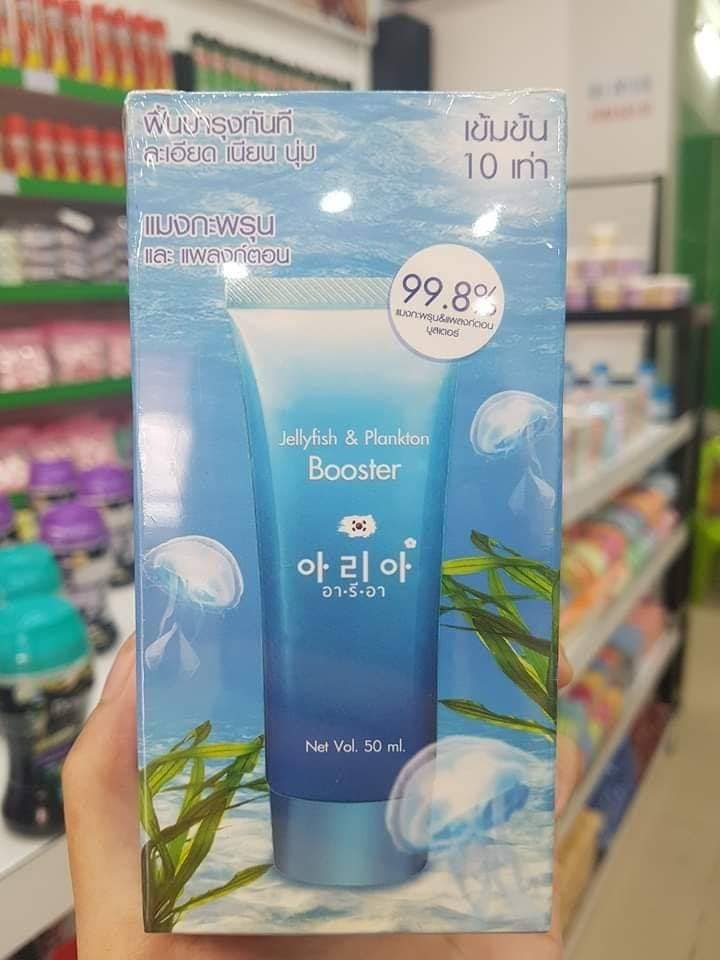 ฟื้นบำรุงทันที
ละเอียด เนียน นุ่ม
เข้มข้น
10 เท่า
แมงกะพรุน
และ แพลงก์ตอน
99.8%
แมงกะพรุน&แพลงก์ตอน
บูสเตอร์
Jellyfish & Plankton
Booster
아리아
อา·รี·อา
Net Vol. 50 ml.